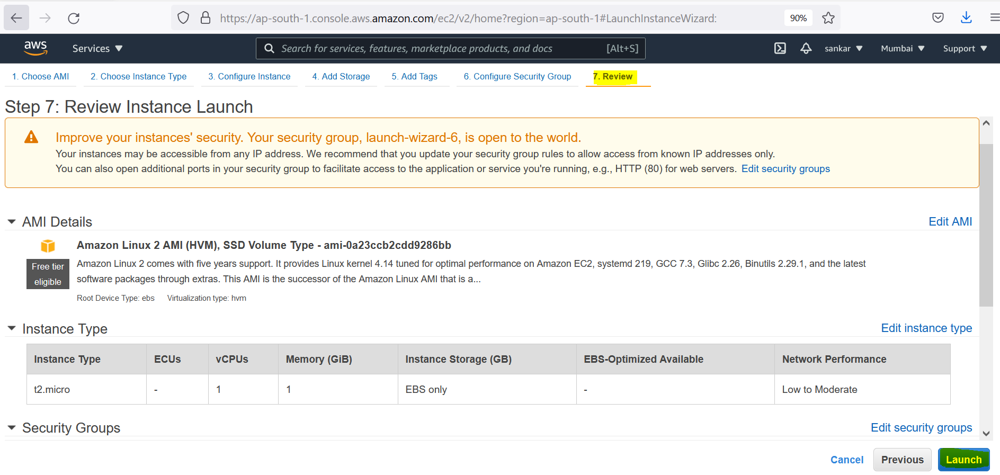 https://ap-south-1.console.aws.amazon.com/ec2/v2/home?region=ap-south-1#LaunchInstanceWizard:
90%
aws
Services
Search for services, features, marketplace products, and docs
[Alt+S]
sankar
Mumbai
Support
1. Choose AMI
2. Choose Instance Type
3. Configure Instance
4. Add Storage
5. Add Tags
6. Configure Security Group
7. Review
Step 7: Review Instance Launch
Improve your instances' security. Your security group, launch-wizard-6, is open to the world.
Your instances may be accessible from any IP address. We recommend that you update your security group rules to allow access from known IP addresses only.
You can also open additional ports in your security group to facilitate access to the application or service you're running, e.g., HTTP (80) for web servers. Edit security groups
AMI Details
Edit AMI
Amazon Linux 2 AMI (HVM), SSD Volume Type - ami-0a23ccb2cdd9286bb
Free tier
eligible
Amazon Linux 2 comes with five years support. It provides Linux kernel 4.14 tuned for optimal performance on Amazon EC2, systemd 219, GCC 7.3, Glibc 2.26, Binutils 2.29.1, and the latest
software packages through extras. This AMI is the successor of the Amazon Linux AMI that is a...
Root Device Type: ebs Virtualization type: hvm
Instance Type
Edit instance type
Instance Type ECUs vCPUs Memory (GiB) Instance Storage (GB) EBS-Optimized Available Network Performance
t2.micro - 1 1 EBS only - Low to Moderate
Security Groups
Edit security groups
Cancel
Previous
Launch